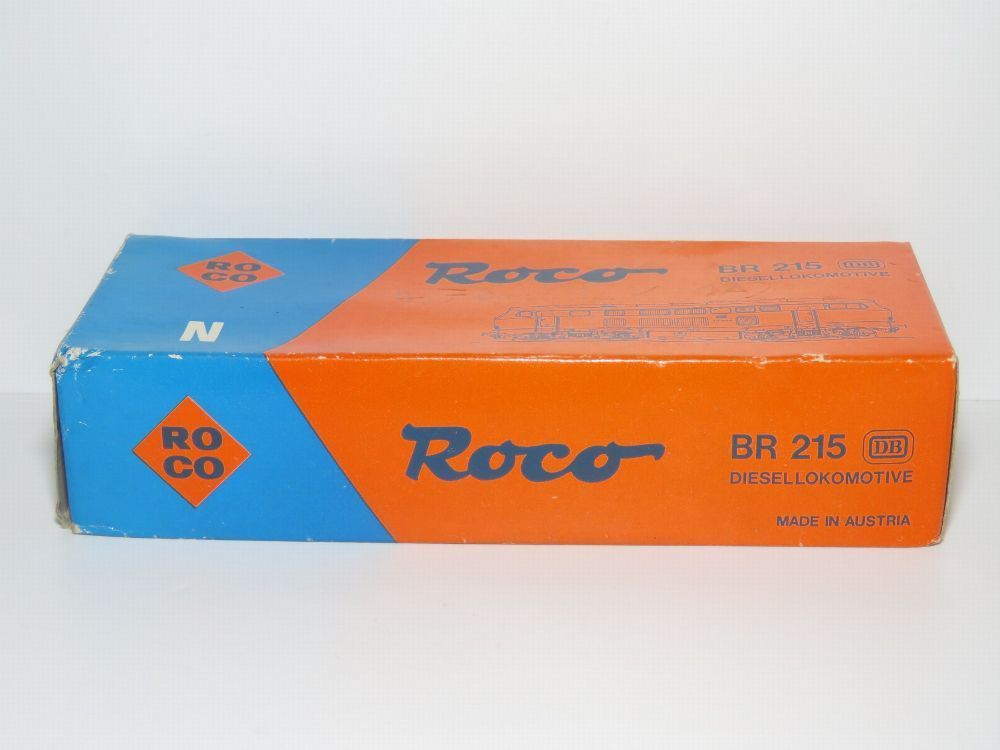 RO
CO
Roco
BR 215 DB
DIESELLOKOMOTIVE
N
RO
CO
Roco
BR 215 DB
DIESELLOKOMOTIVE
MADE IN AUSTRIA